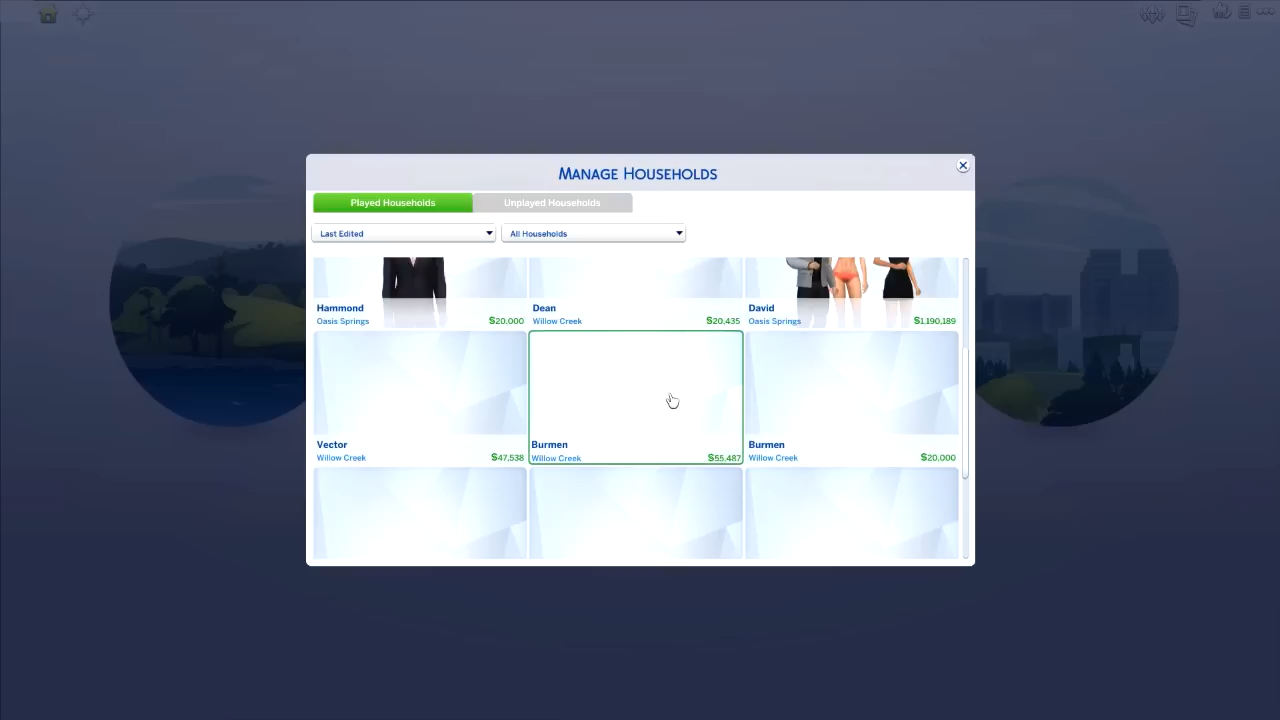 Manage Households
Played Households
Unplayed Households
Last Edited
All Households
Hammond
Oasis Springs
$20,000
Dean
Willow Creek
$20,435
David
Oasis Springs
$1,190,189
Vector
Willow Creek
$47,538
Burmen
Willow Creek
$55,487
Burmen
Willow Creek
$20,000